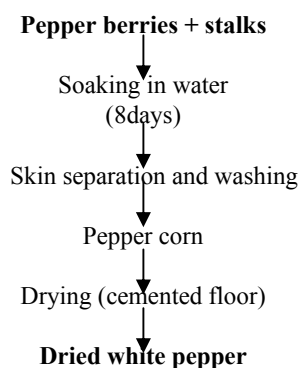 Pepper berries + stalks
Soaking in water
(8days)
Skin separation and washing
Pepper corn
Drying (cemented floor)
Dried white pepper